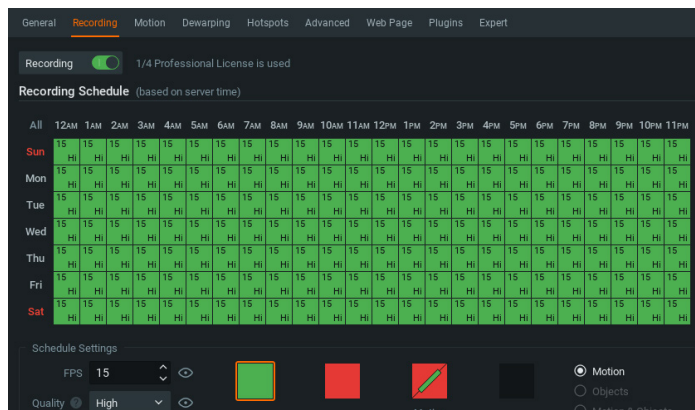 General Recording Motion Dewarping Hotspots Advanced Web Page Plugins Expert
Recording 1/4 Professional License is used
Recording Schedule (based on server time)
All 12AM 1AM 2AM 3AM 4AM 5AM 6AM 7AM 8AM 9AM 10AM 11AM 12PM 1PM 2PM 3PM 4PM 5PM 6PM 7PM 8PM 9PM 10PM 11PM
15 15 15 15 15 15 15 15 15 15 15 15 15 15 15 15 15 15 15 15 15 15 15 15
Sun
Hi Hi Hi Hi Hi Hi Hi Hi Hi Hi Hi Hi Hi Hi Hi Hi Hi Hi Hi Hi Hi Hi Hi Hi
15 15 15 15 15 15 15 15 15 15 15 15 15 15 15 15 15 15 15 15 15 15 15 15
Mon
Hi Hi Hi Hi Hi Hi Hi Hi Hi Hi Hi Hi Hi Hi Hi Hi Hi Hi Hi Hi Hi Hi Hi Hi
15 15 15 15 15 15 15 15 15 15 15 15 15 15 15 15 15 15 15 15 15 15 15 15
Tue
Hi Hi Hi Hi Hi Hi Hi Hi Hi Hi Hi Hi Hi Hi Hi Hi Hi Hi Hi Hi Hi Hi Hi Hi
15 15 15 15 15 15 15 15 15 15 15 15 15 15 15 15 15 15 15 15 15 15 15 15
Wed
Hi Hi Hi Hi Hi Hi Hi Hi Hi Hi Hi Hi Hi Hi Hi Hi Hi Hi Hi Hi Hi Hi Hi Hi
15 15 15 15 15 15 15 15 15 15 15 15 15 15 15 15 15 15 15 15 15 15 15 15
Thu
Hi Hi Hi Hi Hi Hi Hi Hi Hi Hi Hi Hi Hi Hi Hi Hi Hi Hi Hi Hi Hi Hi Hi Hi
15 15 15 15 15 15 15 15 15 15 15 15 15 15 15 15 15 15 15 15 15 15 15 15
Fri
Hi Hi Hi Hi Hi Hi Hi Hi Hi Hi Hi Hi Hi Hi Hi Hi Hi Hi Hi Hi Hi Hi Hi Hi
15 15 15 15 15 15 15 15 15 15 15 15 15 15 15 15 15 15 15 15 15 15 15 15
Sat
Hi Hi Hi Hi Hi Hi Hi Hi Hi Hi Hi Hi Hi Hi Hi Hi Hi Hi Hi Hi Hi Hi Hi Hi
Schedule Settings
FPS 15 Motion
Objects
Quality ? High